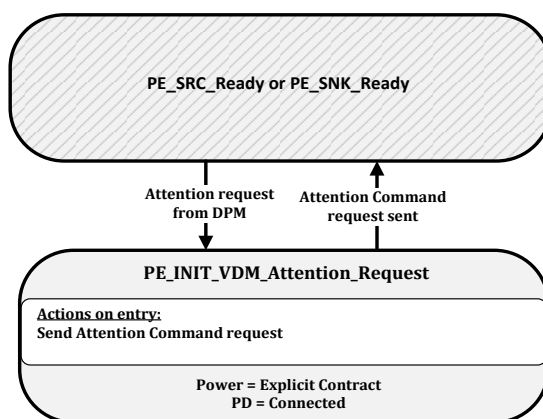 PE_SRC_Ready or PE_SNK_Ready
Attention request
from DPM
Attention Command
request sent
PE_INIT_VDM_Attention_Request
Actions on entry:
Send Attention Command request
Power = Explicit Contract
PD = Connected